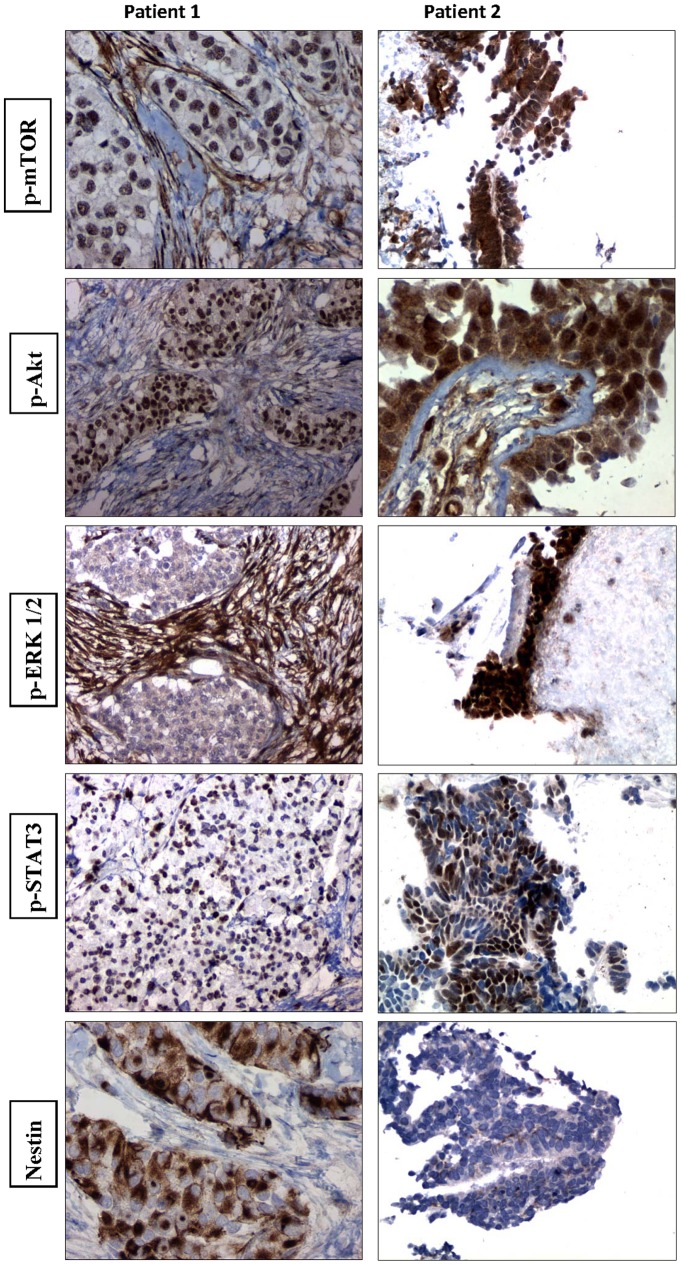 Patient 1
Patient 2
p-mTOR
p-Akt
p-ERK 1/2
p-STAT3
Nestin